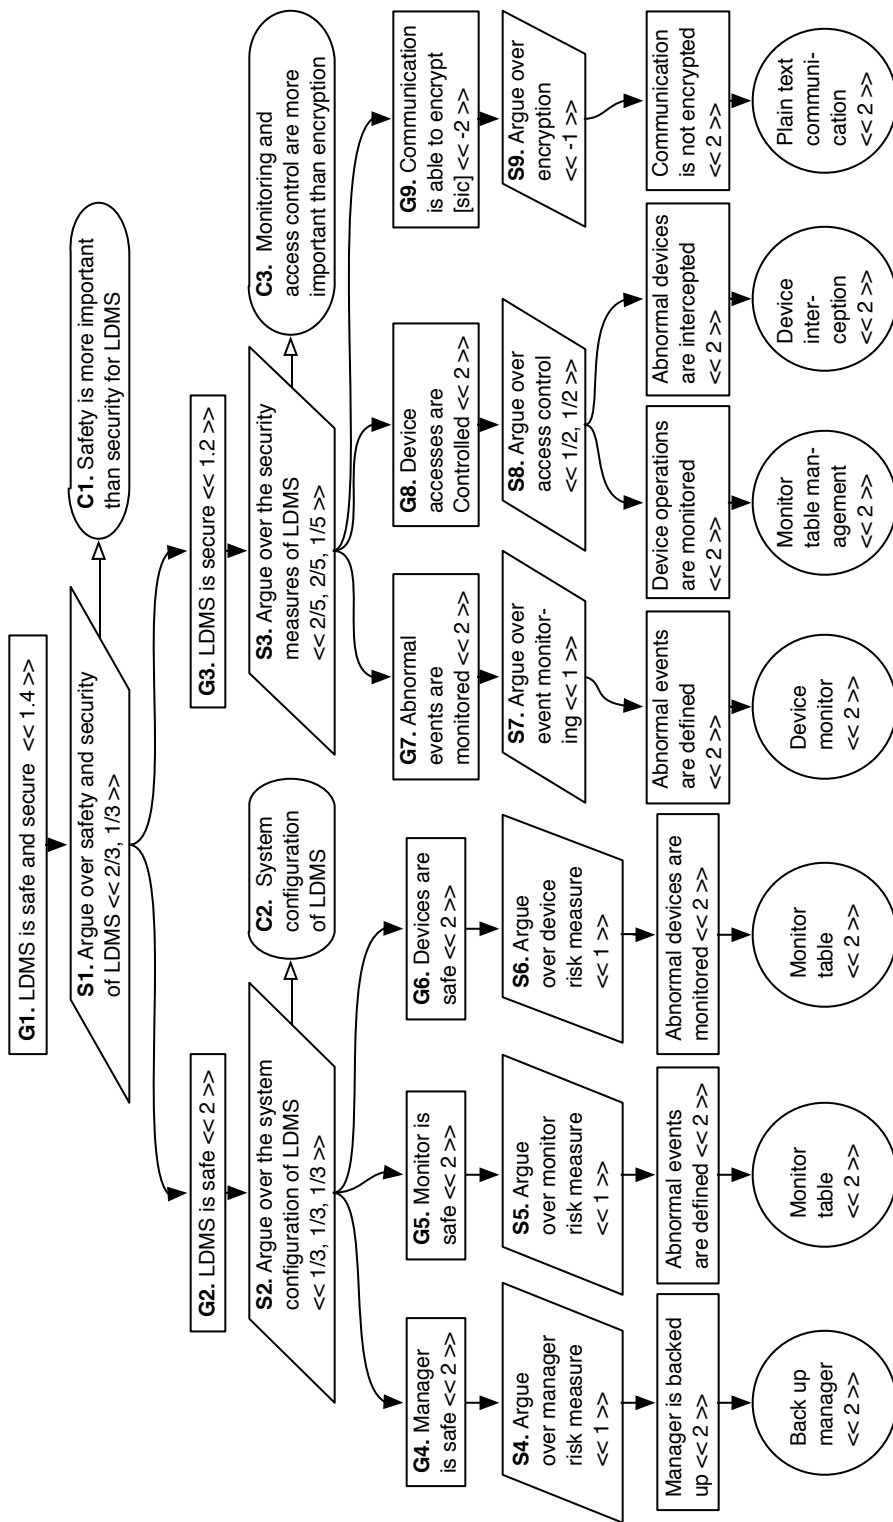 G1. LDMS is safe and secure << 1.4 >>
S1. Argue over safety and security
of LDMS << 2/3, 1/3 >>
C1. Safety is more important
than security for LDMS
G2. LDMS is safe << 2 >>
G3. LDMS is secure << 1.2 >>
S2. Argue over the system
configuration of LDMS
<< 1/3, 1/3, 1/3 >>
C2. System
configuration
of LDMS
S3. Argue over the security
measures of LDMS
<< 2/5, 2/5, 1/5 >>
C3. Monitoring and
access control are more
important than encryption
G4. Manager
is safe << 2 >>
G5. Monitor is
safe << 2 >>
G6. Devices are
safe << 2 >>
G7. Abnormal
events are
monitored << 2 >>
G8. Device
accesses are
Controlled << 2 >>
G9. Communication
is able to encrypt
[sic] << -2 >>
S4. Argue
over manager
risk measure
<< 1 >>
S5. Argue
over monitor
risk measure
<< 1 >>
S6. Argue
over device
risk measure
<< 1 >>
S7. Argue over
event monitor-
ing << 1 >>
S8. Argue over
access control
<< 1/2, 1/2 >>
S9. Argue over
encryption
<< -1 >>
Manager is backed
up << 2 >>
Abnormal events
are defined << 2 >>
Abnormal devices are
monitored << 2 >>
Abnormal events
are defined
<< 2 >>
Device operations
are monitored
<< 2 >>
Abnormal devices
are intercepted
<< 2 >>
Communication
is not encrypted
<< 2 >>
Back up
manager
<< 2 >>
Monitor
table
<< 2 >>
Monitor
table
<< 2 >>
Device
monitor
<< 2 >>
Monitor
table man-
agement
<< 2 >>
Device
inter-
ception
<< 2 >>
Plain text
communi-
cation
<< 2 >>